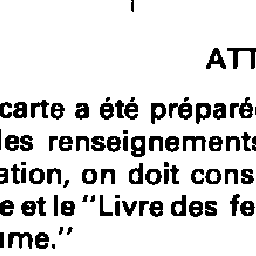 ATT
carte a été préparé
les renseignements
ation, on doit cons
e et le "Livre des fe
ume."